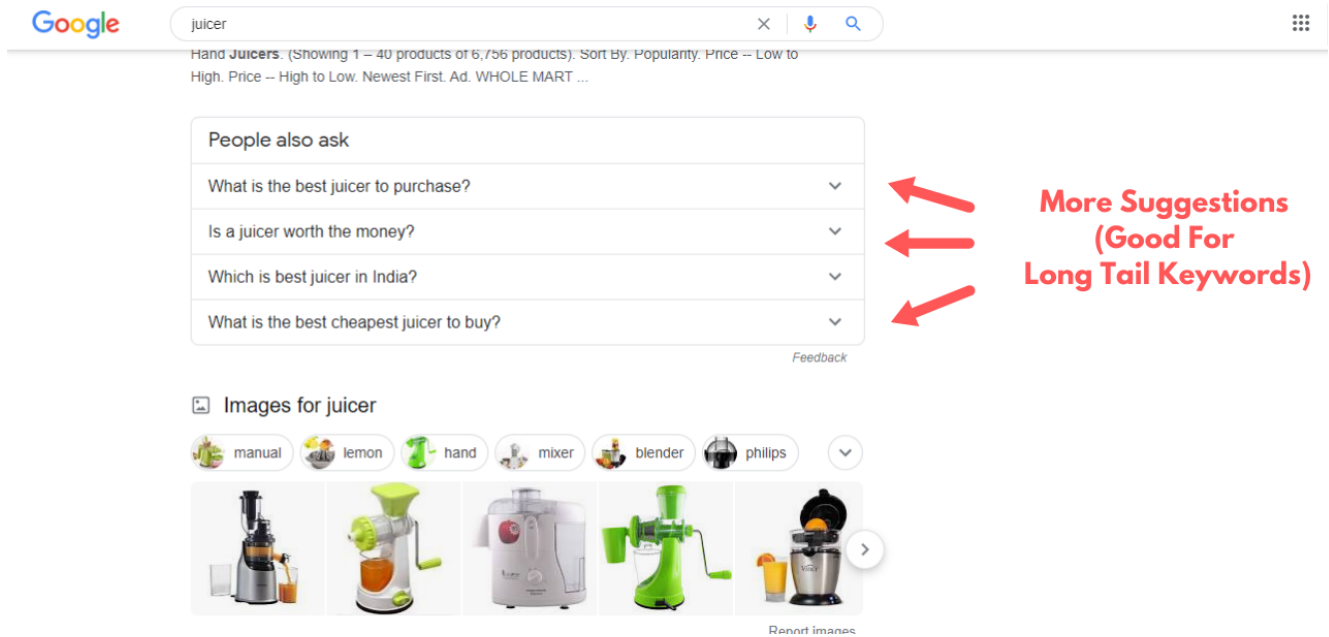 Google
juicer
Hand Juicers. (Showing 1 – 40 products of 6,756 products). Sort By. Popularity. Price -- Low to
High. Price -- High to Low. Newest First. Ad. WHOLE MART ...
People also ask
What is the best juicer to purchase?
Is a juicer worth the money?
Which is best juicer in India?
What is the best cheapest juicer to buy?
Feedback
More Suggestions
(Good For
Long Tail Keywords)
Images for juicer
manual
lemon
hand
mixer
blender
philips
Report images